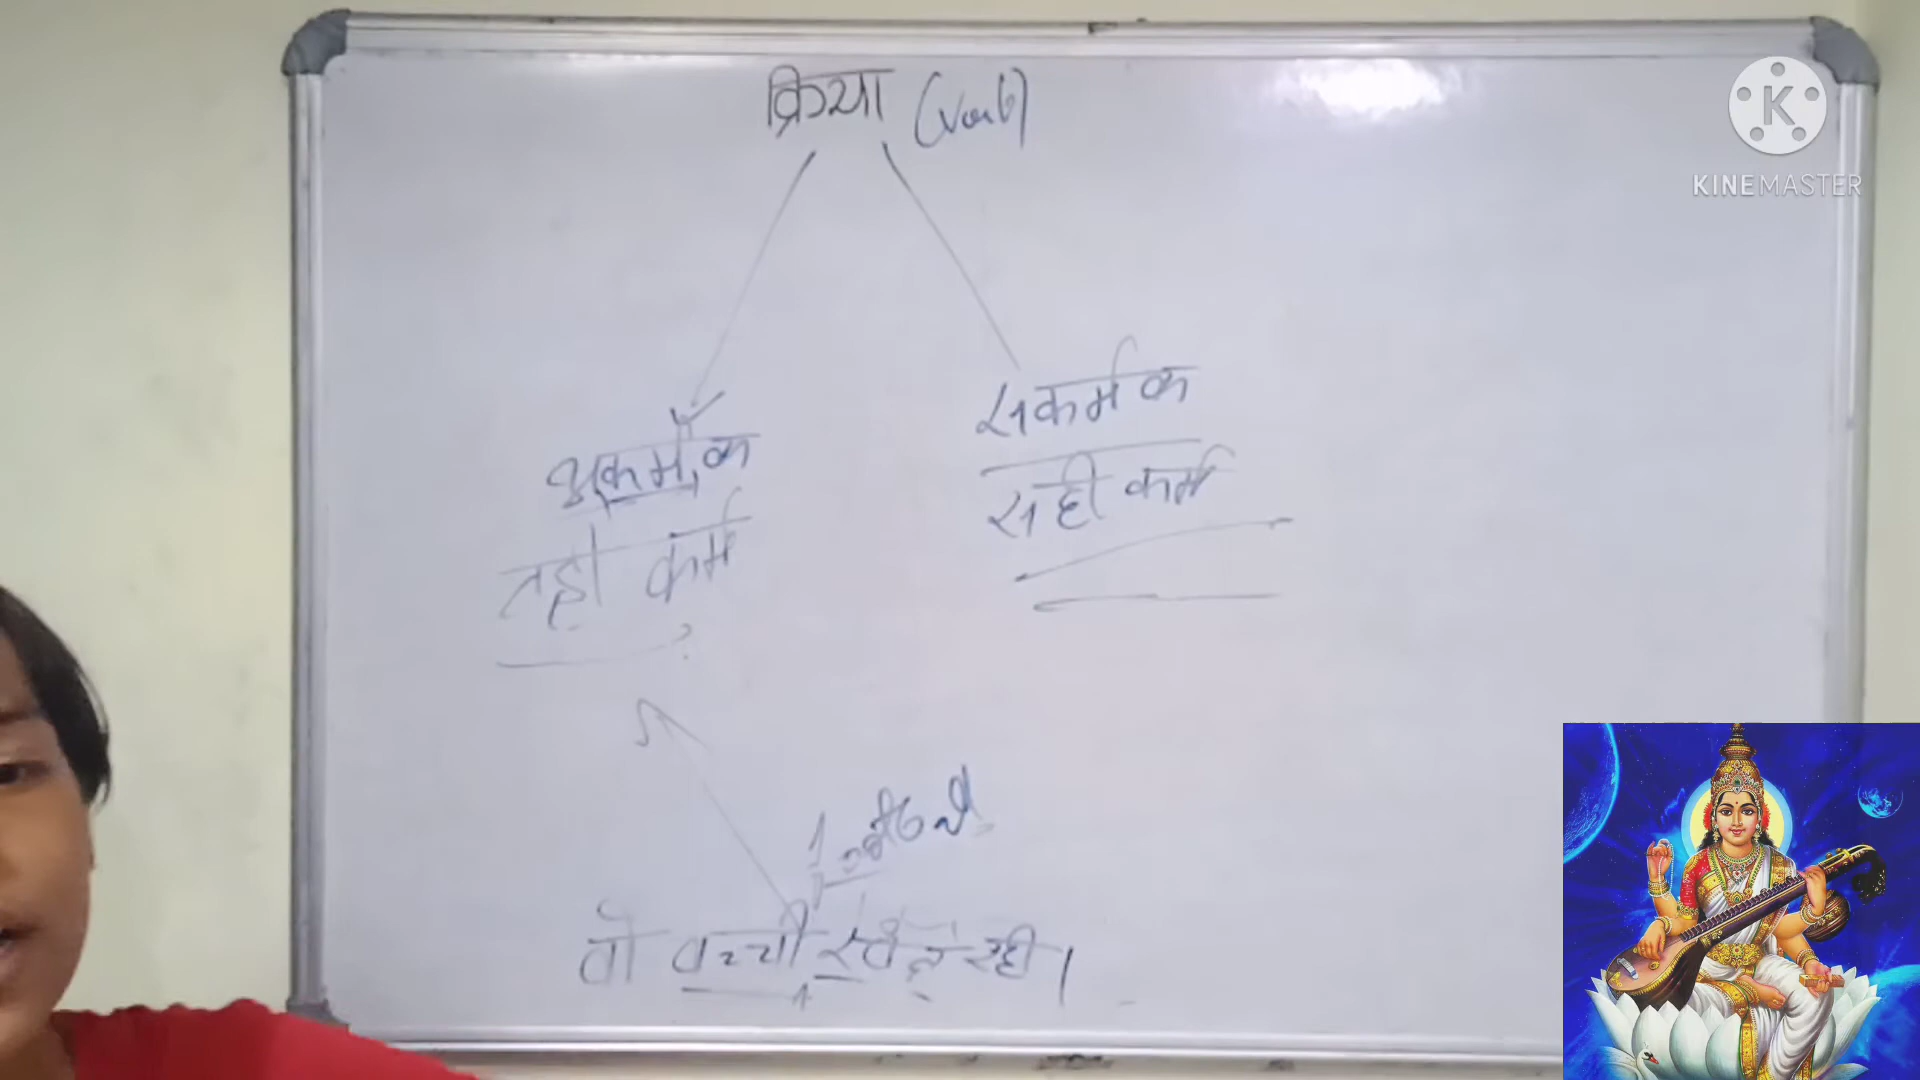 क्रिया (Verb)
अकर्मक
सकर्मक
नही कर्म
सही कर्म
वो बच्ची खेल रही।
KINEMASTER